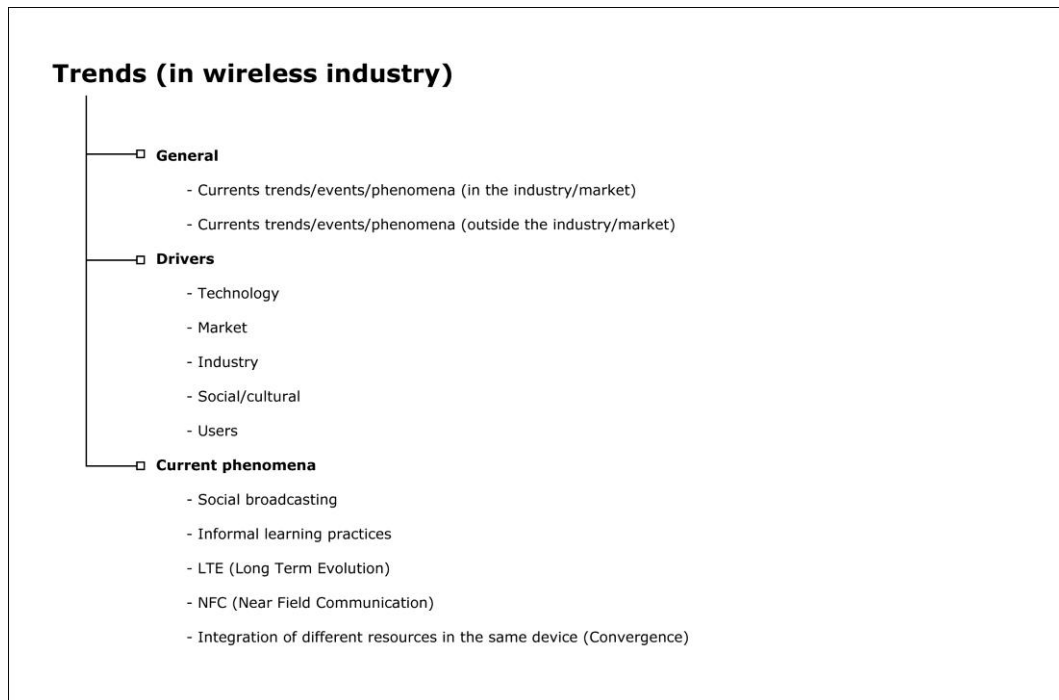 Trends (in wireless industry)
General
- Currents trends/events/phenomena (in the industry/market)
- Currents trends/events/phenomena (outside the industry/market)
Drivers
- Technology
- Market
- Industry
- Social/cultural
- Users
Current phenomena
- Social broadcasting
- Informal learning practices
- LTE (Long Term Evolution)
- NFC (Near Field Communication)
- Integration of different resources in the same device (Convergence)